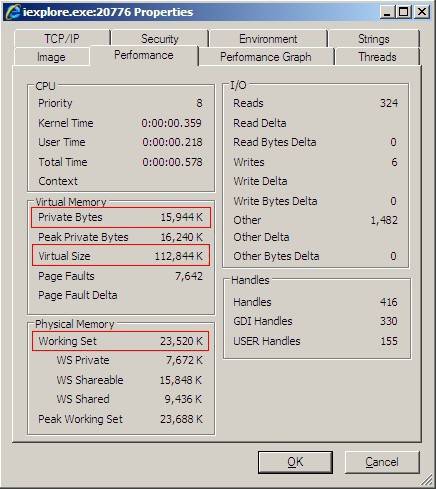 iexplore.exe:20776 Properties
TCP/IP Security Environment Strings
Image Performance Performance Graph Threads
CPU
Priority 8
Kernel Time 0:00:00.359
User Time 0:00:00.218
Total Time 0:00:00.578
Context
Virtual Memory
Private Bytes 15,944 K
Peak Private Bytes 16,240 K
Virtual Size 112,844 K
Page Faults 7,642
Page Fault Delta
Physical Memory
Working Set 23,520 K
WS Private 7,672 K
WS Shareable 15,848 K
WS Shared 9,436 K
Peak Working Set 23,688 K
I/O
Reads 324
Read Delta
Read Bytes Delta 0
Writes 6
Write Delta
Write Bytes Delta 0
Other 1,482
Other Delta
Other Bytes Delta 0
Handles
Handles 416
GDI Handles 330
USER Handles 155
OK Cancel